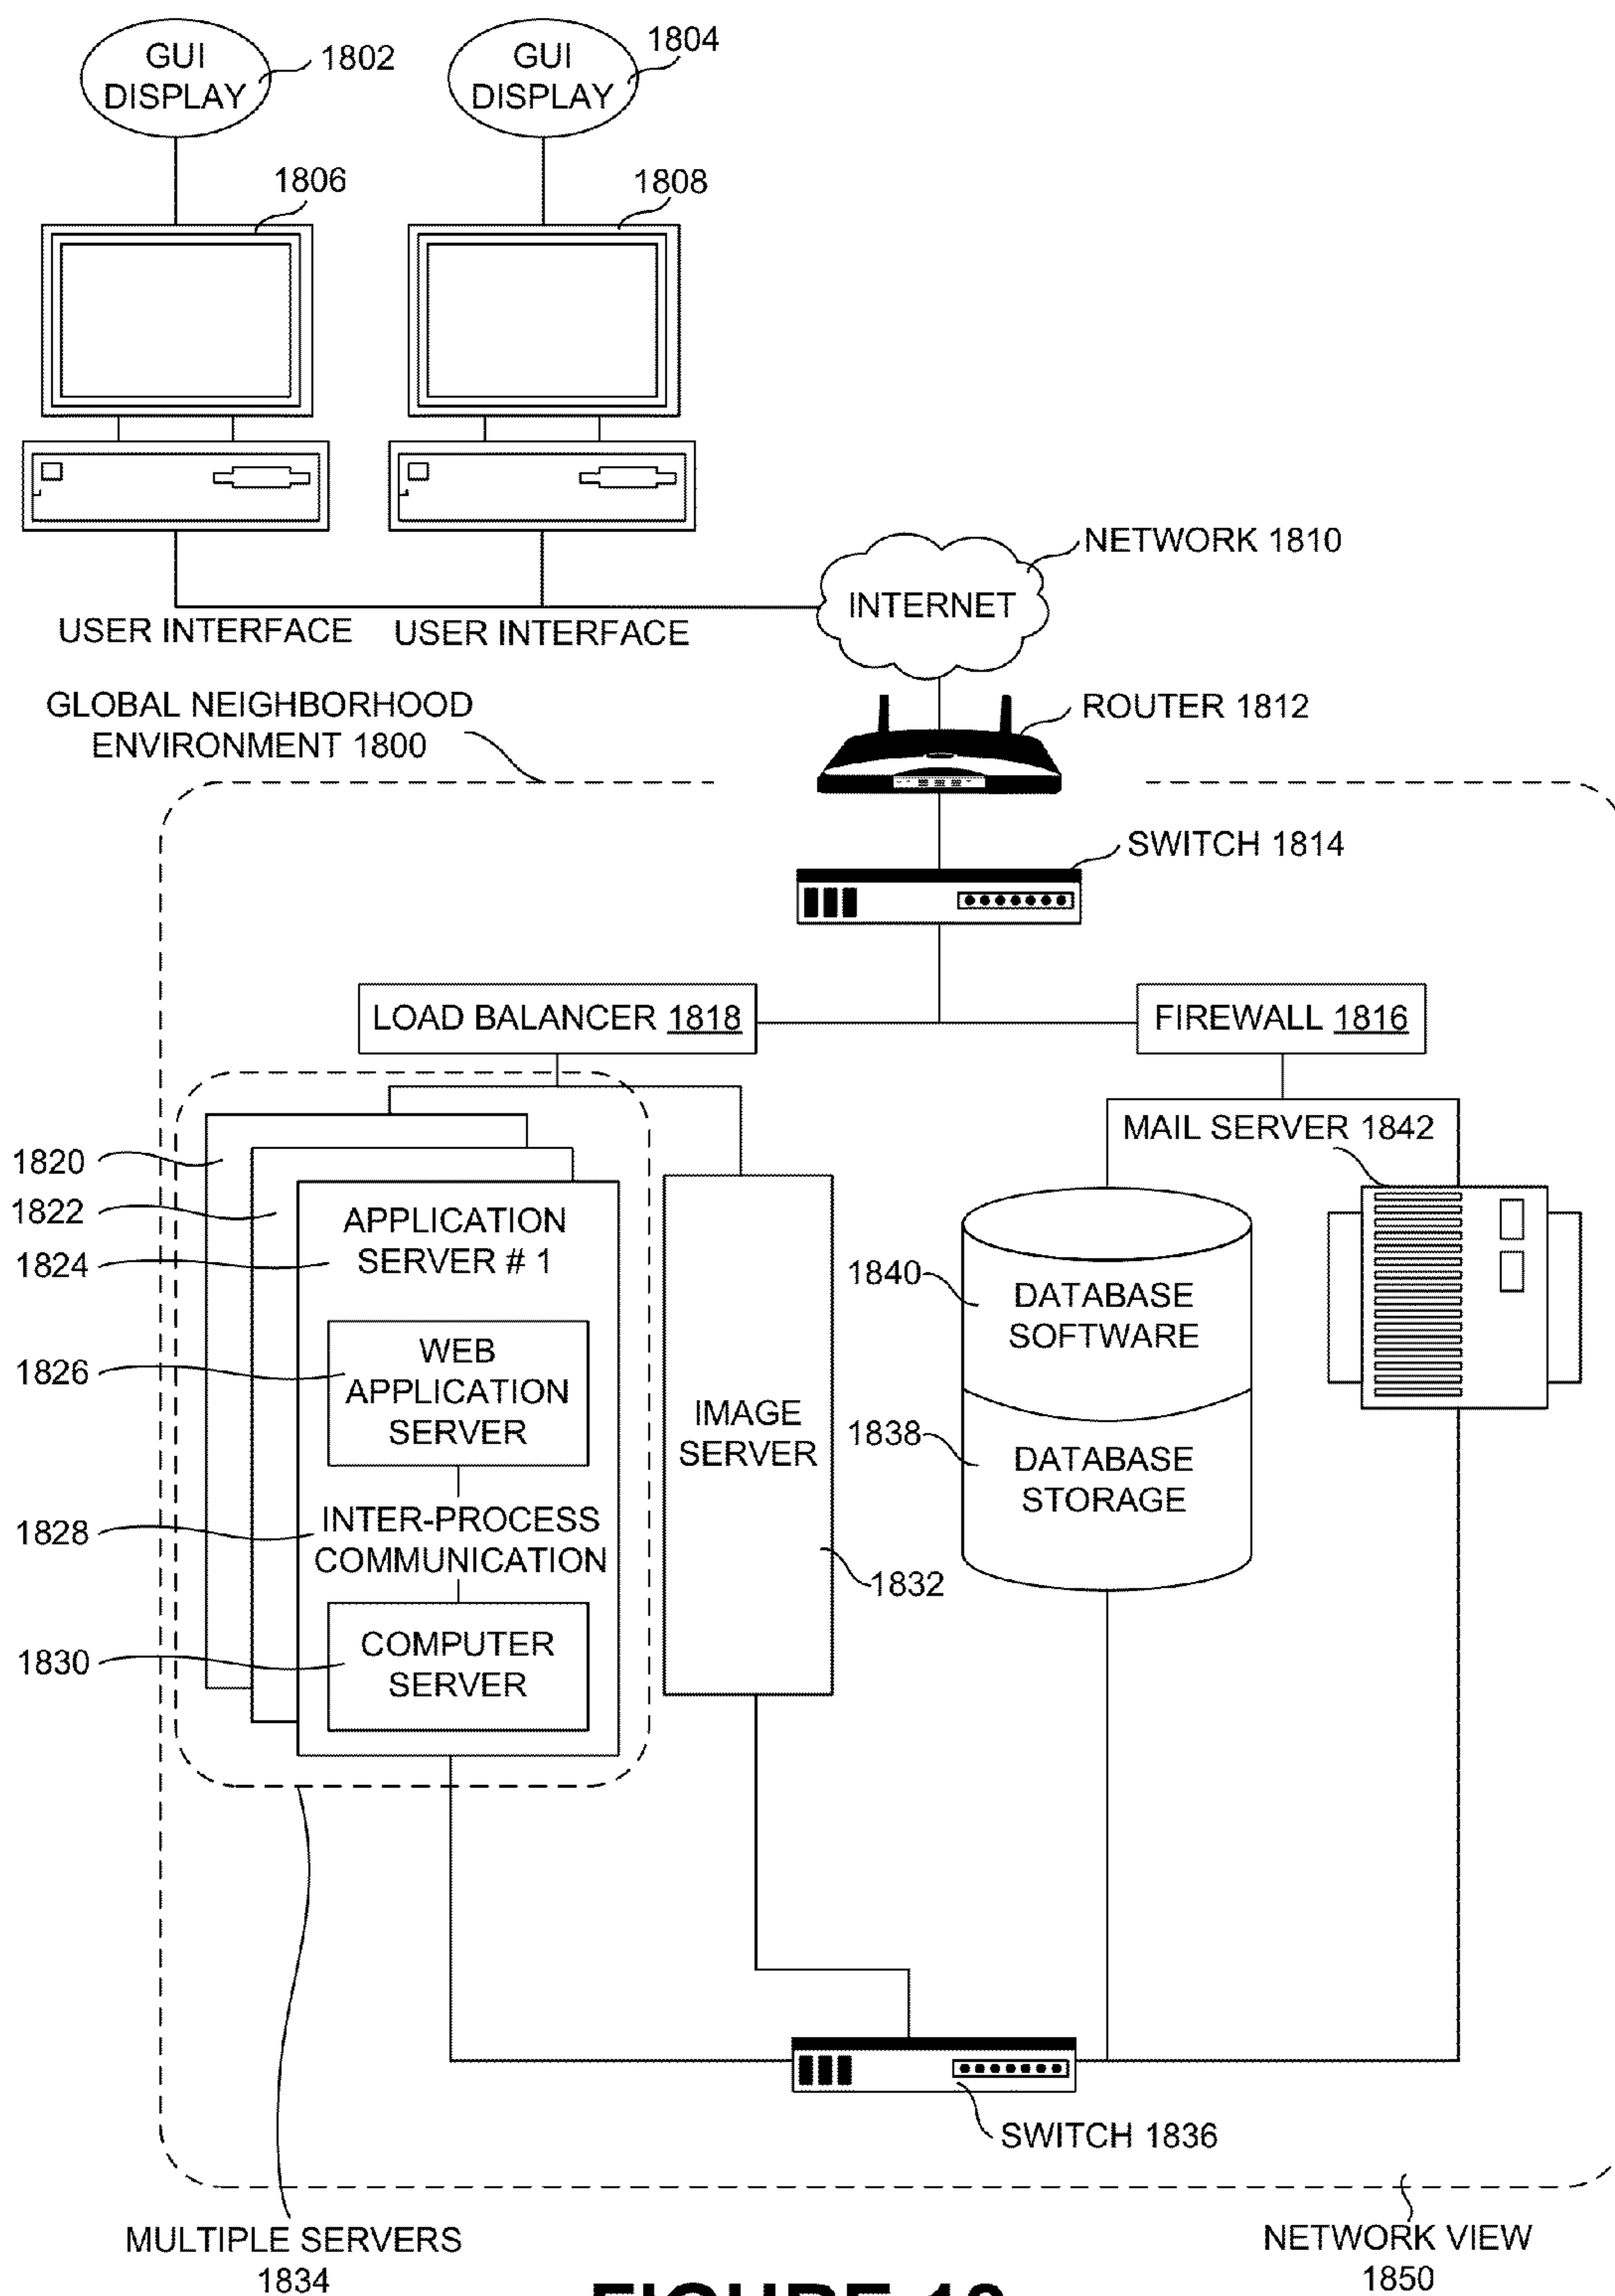 GUI
DISPLAY
1802
GUI
DISPLAY
1804
1806
1808
NETWORK 1810
INTERNET
USER INTERFACE
USER INTERFACE
GLOBAL NEIGHBORHOOD
ENVIRONMENT 1800
ROUTER 1812
SWITCH 1814
LOAD BALANCER 1818
FIREWALL 1816
MAIL SERVER 1842
1820
1822
1824
APPLICATION
SERVER # 1
1826
WEB
APPLICATION
SERVER
1828
INTER-PROCESS
COMMUNICATION
1830
COMPUTER
SERVER
IMAGE
SERVER
1832
1840
DATABASE
SOFTWARE
1838
DATABASE
STORAGE
SWITCH 1836
MULTIPLE SERVERS
1834
NETWORK VIEW
1850